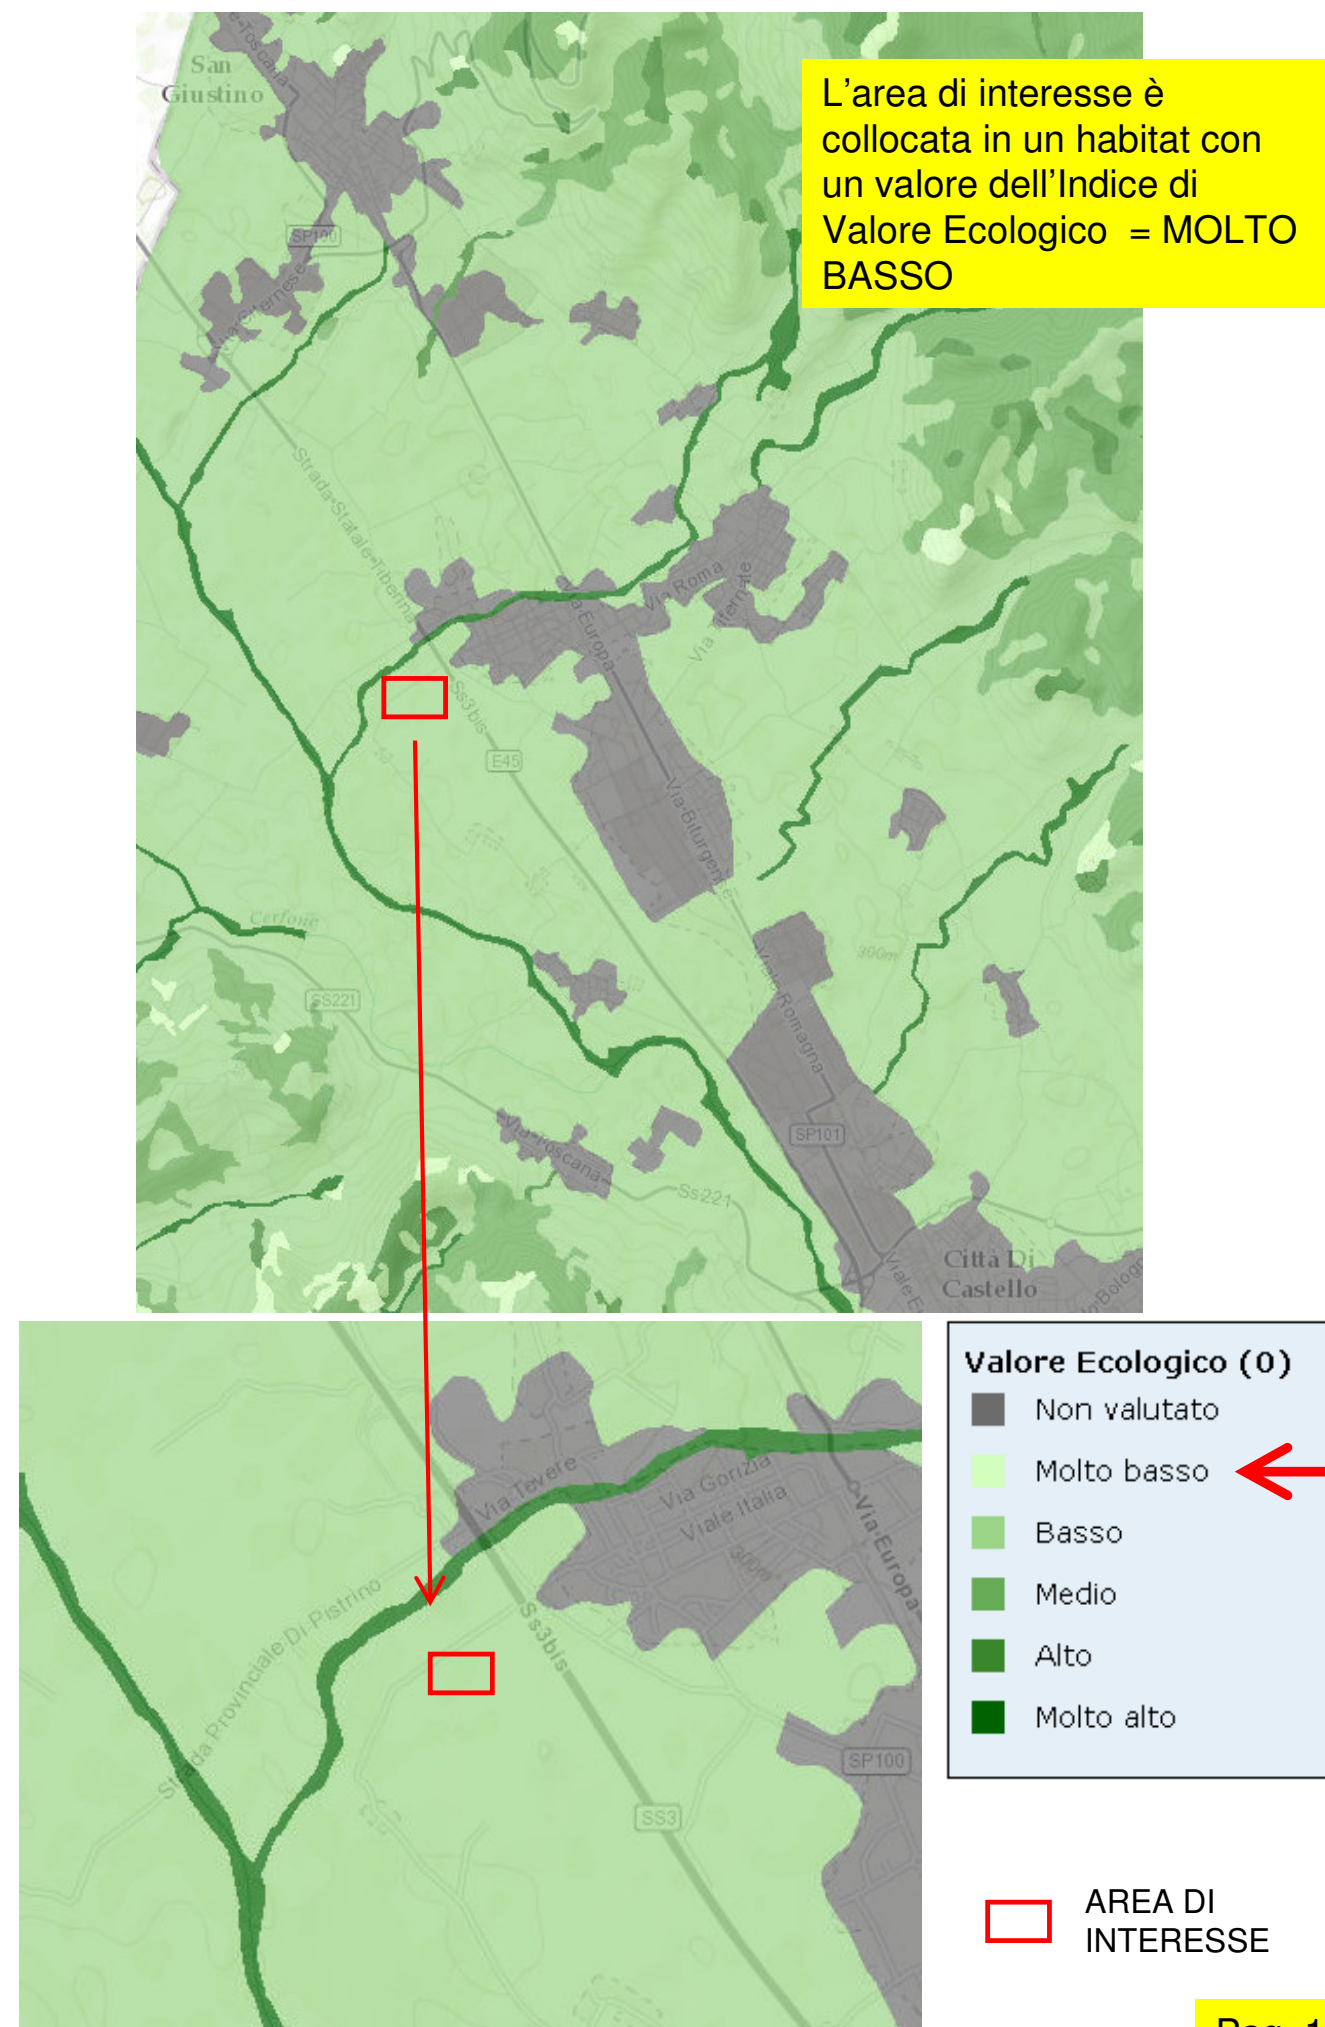 San
Giustino
SP100
L'area di interesse è
collocata in un habitat con
un valore dell'Indice di
Valore Ecologico = MOLTO
BASSO
Strada Statale Tiberina
Via Roma
Via Tifernate
Via Europa
Ss3bis
E45
Via Biturgense
Cerfone
300m
SS221
Viale Romagna
SP101
Via Toscana
Ss221
Città Di
Castello
Via Tevere
Via Gorizia
Viale Italia
300m
Via Europa
Strada Provinciale Di Pistrino
Ss3bis
SP100
SS3
Valore Ecologico (0)
Non valutato
Molto basso
Basso
Medio
Alto
Molto alto
AREA DI
INTERESSE